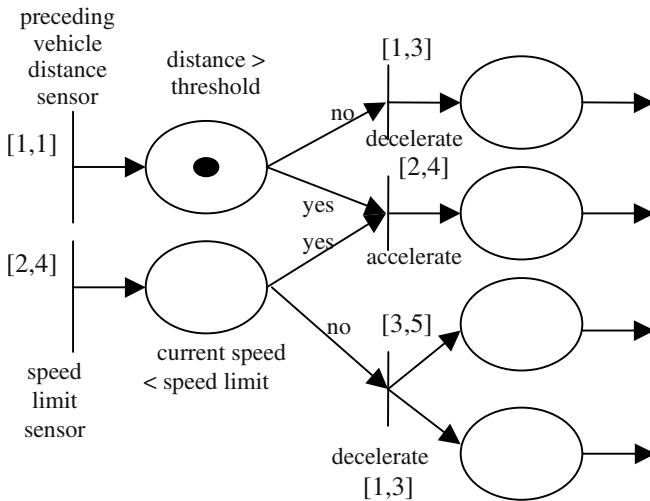 preceding
vehicle
distance
sensor
distance >
threshold
[1,3]
[1,1]
no
decelerate
[2,4]
yes
yes
[2,4]
accelerate
[3,5]
no
current speed
< speed limit
speed
limit
sensor
decelerate
[1,3]